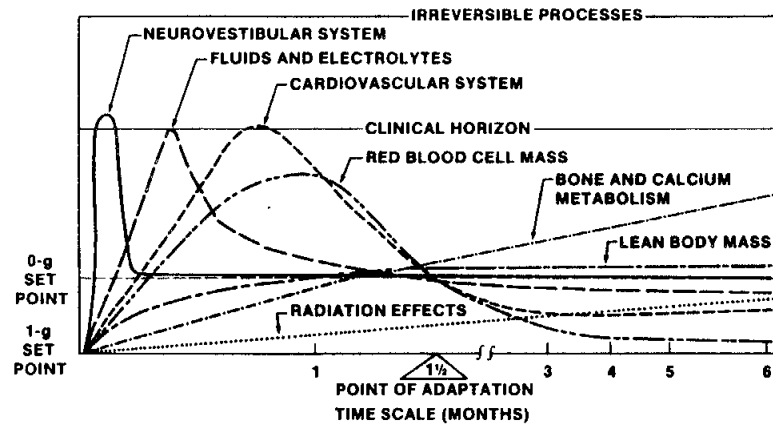 IRREVERSIBLE PROCESSES
NEUROVESTIBULAR SYSTEM
FLUIDS AND ELECTROLYTES
CARDIOVASCULAR SYSTEM
CLINICAL HORIZON
RED BLOOD CELL MASS
BONE AND CALCIUM
METABOLISM
LEAN BODY MASS
0-g
SET
POINT
RADIATION EFFECTS
1-g
SET
POINT
1
1½
3
4
5
6
POINT OF ADAPTATION
TIME SCALE (MONTHS)